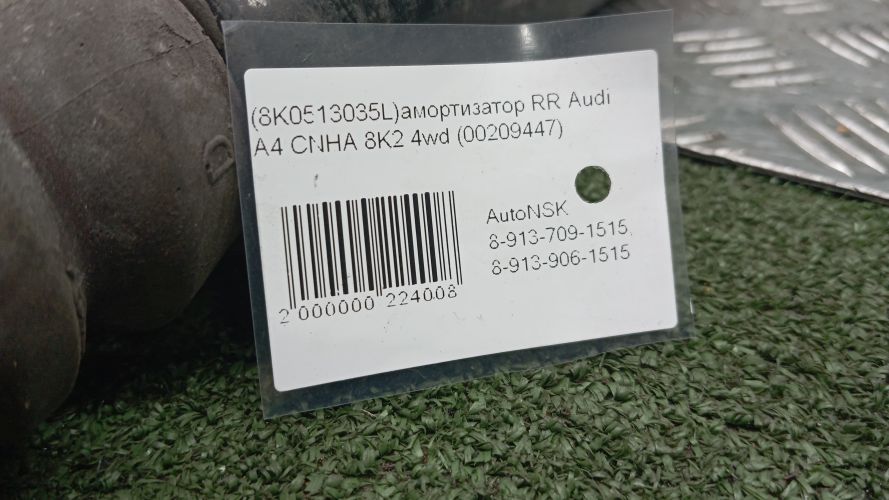 (8K0513035L)амортизатор RR Audi
A4 CNHA 8K2 4wd (00209447)
AutoNSK
8-913-709-1515,
8-913-906-1515
2 000000 224008